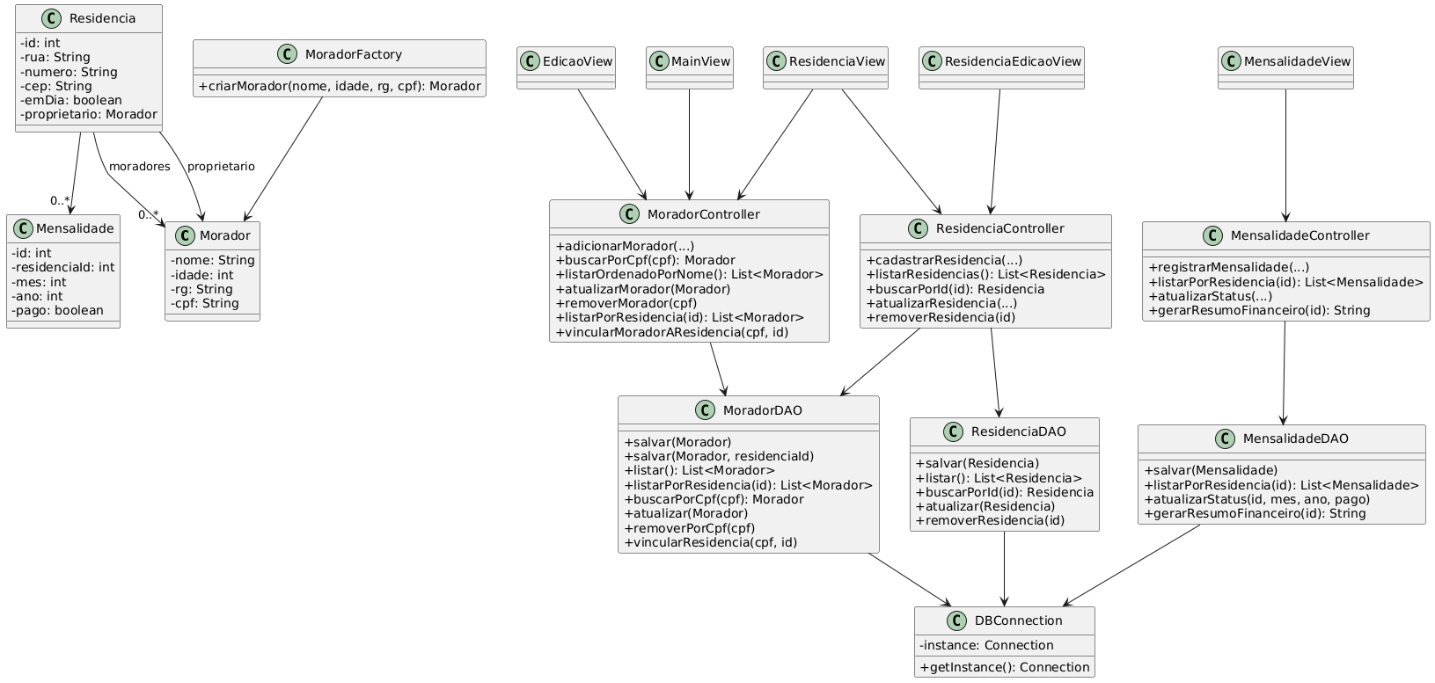 C Residencia
-id: int
-rua: String
-numero: String
-cep: String
-emDia: boolean
-proprietario: Morador
C MoradorFactory
+criarMorador(nome, idade, rg, cpf): Morador
C EdicaoView
C MainView
C ResidenciaView
C ResidenciaEdicaoView
C MensalidadeView
moradores
proprietario
0..*
0..*
C Mensalidade
-id: int
-residenciaId: int
-mes: int
-ano: int
-pago: boolean
C Morador
-nome: String
-idade: int
-rg: String
-cpf: String
C MoradorController
+adicionarMorador(...)
+buscarPorCpf(cpf): Morador
+listarOrdenadoPorNome(): List<Morador>
+atualizarMorador(Morador)
+removerMorador(cpf)
+listarPorResidencia(id): List<Morador>
+vincularMoradorAResidencia(cpf, id)
C ResidenciaController
+cadastrarResidencia(...)
+listarResidencias(): List<Residencia>
+buscarPorId(id): Residencia
+atualizarResidencia(...)
+removerResidencia(id)
C MensalidadeController
+registrarMensalidade(...)
+listarPorResidencia(id): List<Mensalidade>
+atualizarStatus(...)
+gerarResumoFinanceiro(id): String
C MoradorDAO
+salvar(Morador)
+salvar(Morador, residenciaId)
+listar(): List<Morador>
+listarPorResidencia(id): List<Morador>
+buscarPorCpf(cpf): Morador
+atualizar(Morador)
+removerPorCpf(cpf)
+vincularResidencia(cpf, id)
C ResidenciaDAO
+salvar(Residencia)
+listar(): List<Residencia>
+buscarPorId(id): Residencia
+atualizar(Residencia)
+removerResidencia(id)
C MensalidadeDAO
+salvar(Mensalidade)
+listarPorResidencia(id): List<Mensalidade>
+atualizarStatus(id, mes, ano, pago)
+gerarResumoFinanceiro(id): String
C DBConnection
-instance: Connection
+getInstance(): Connection